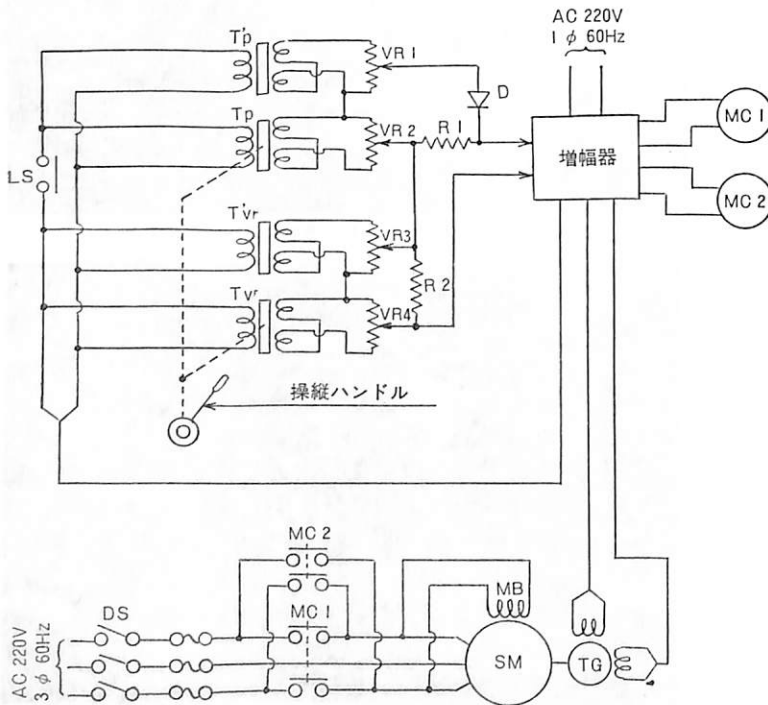 AC 220V
1 φ 60Hz
T'p
VR 1
D
Tp
VR 2
R 1
増幅器
MC 1
MC 2
LS
T'vr
VR3
R 2
Tvr
VR4
操縦ハンドル
MC 2
DS
MC 1
MB
SM
TG
AC 220V
3 φ 60Hz